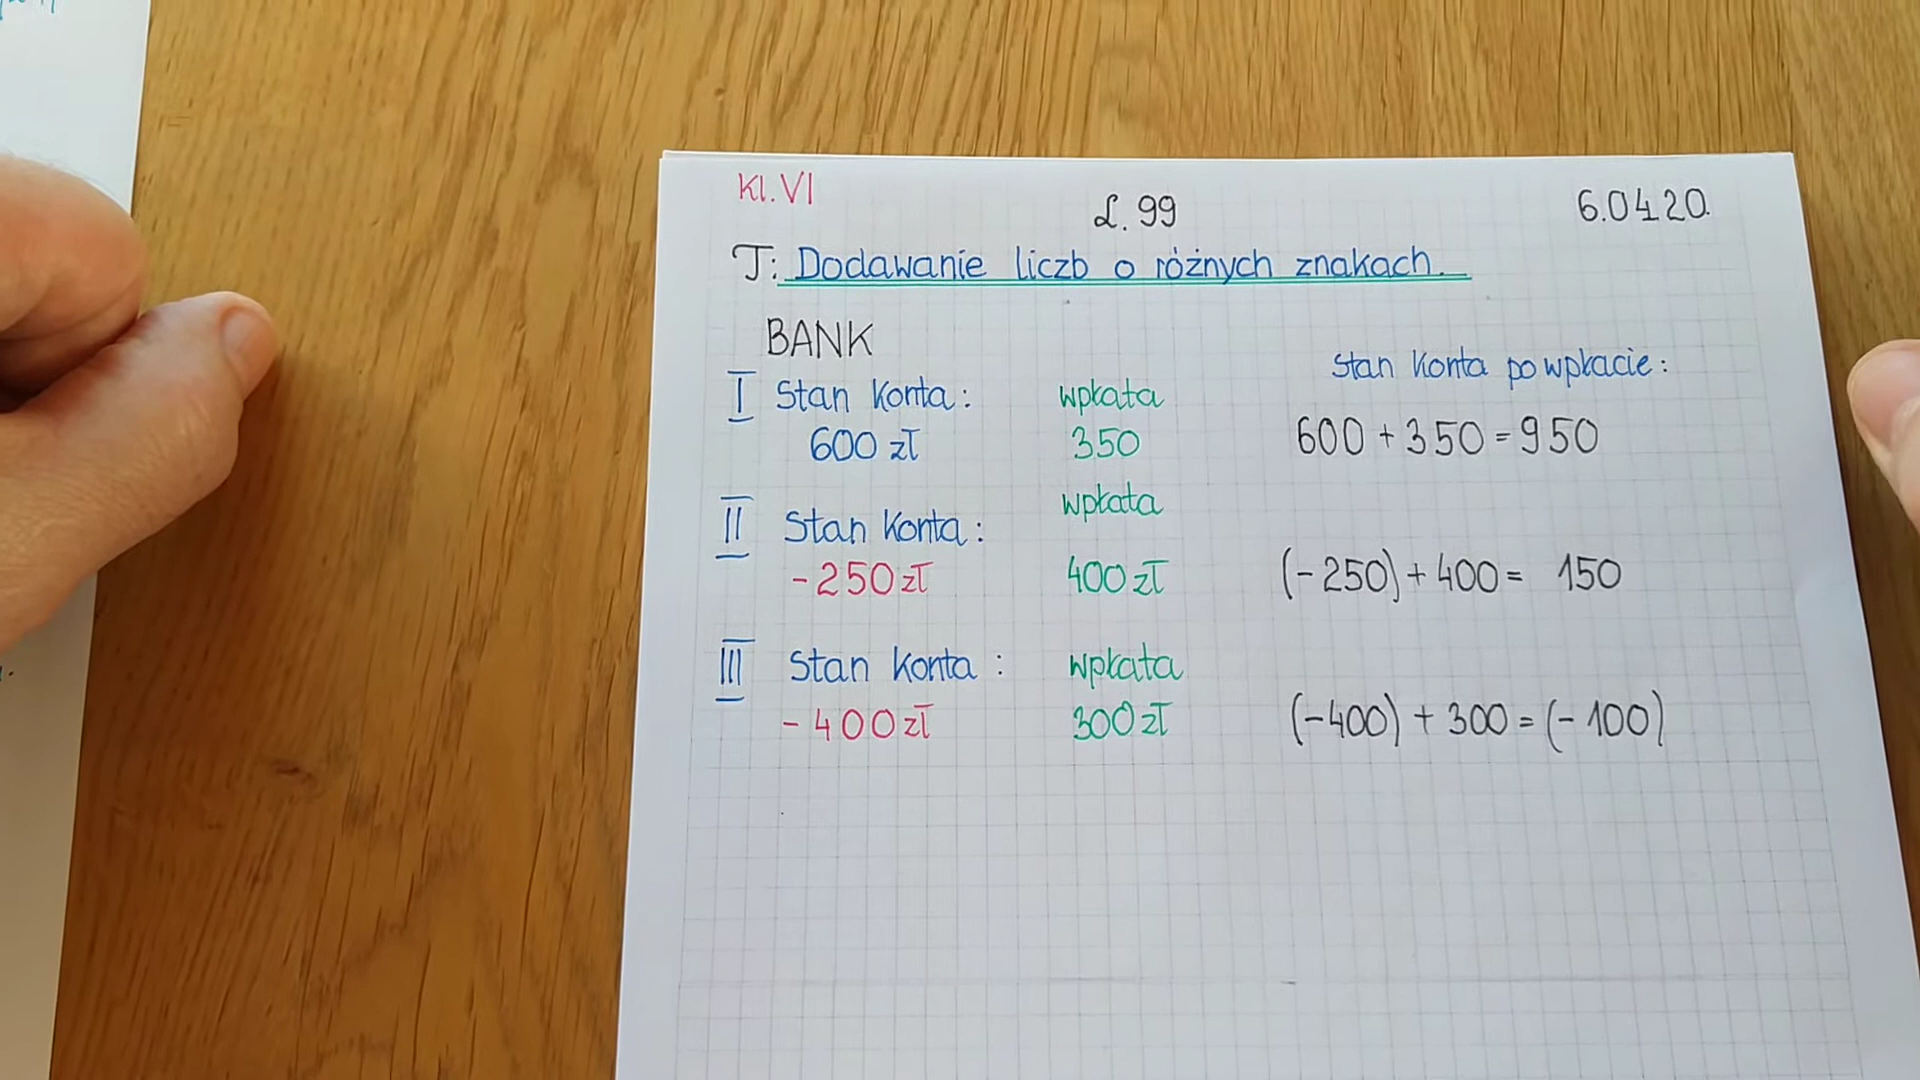 Kl. VI
L. 99
6.04.20.
T: Dodawanie liczb o różnych znakach.
BANK
Stan konta po wpłacie:
I Stan konta: wpłata
600 zł 350 600 + 350 = 950
wpłata
II Stan konta:
-250 zł 400 zł (-250) + 400 = 150
III Stan konta: wpłata
- 400 zł 300 zł (-400) + 300 = (-100)